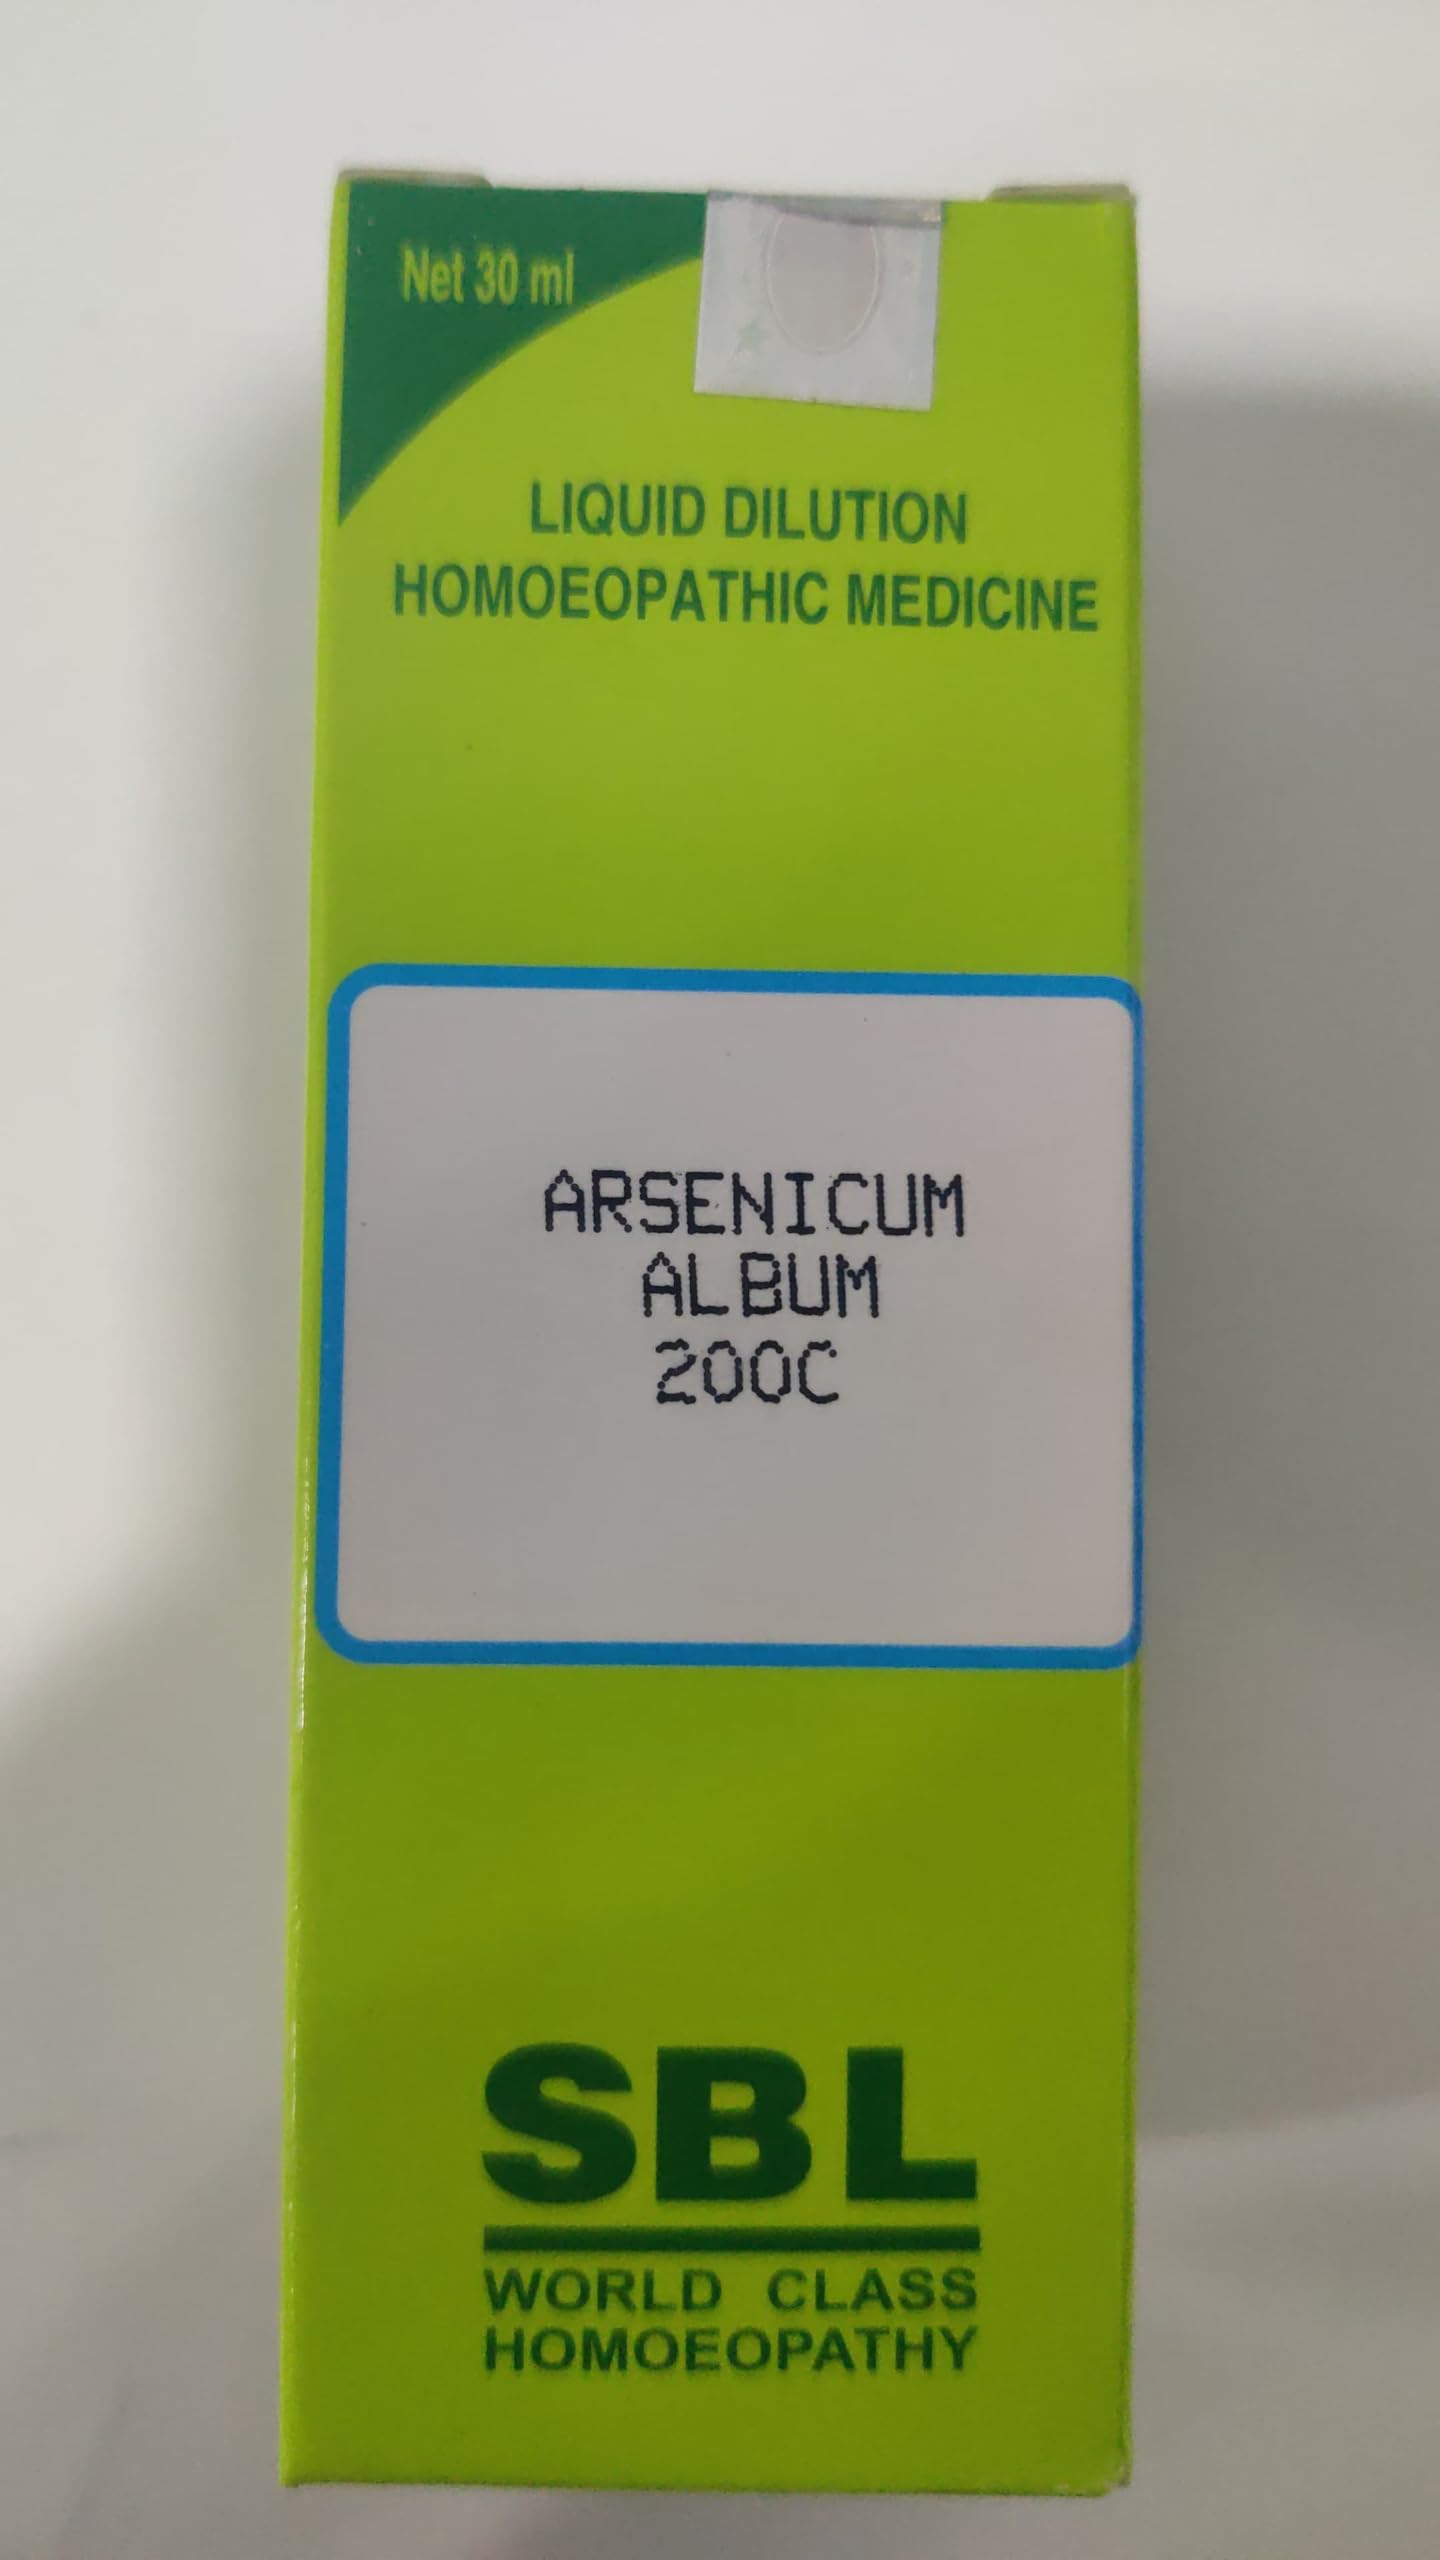 Net 30 ml
LIQUID DILUTION
HOMOEOPATHIC MEDICINE
ARSENICUM
ALBUM
200C
SBL
WORLD CLASS
HOMOEOPATHY